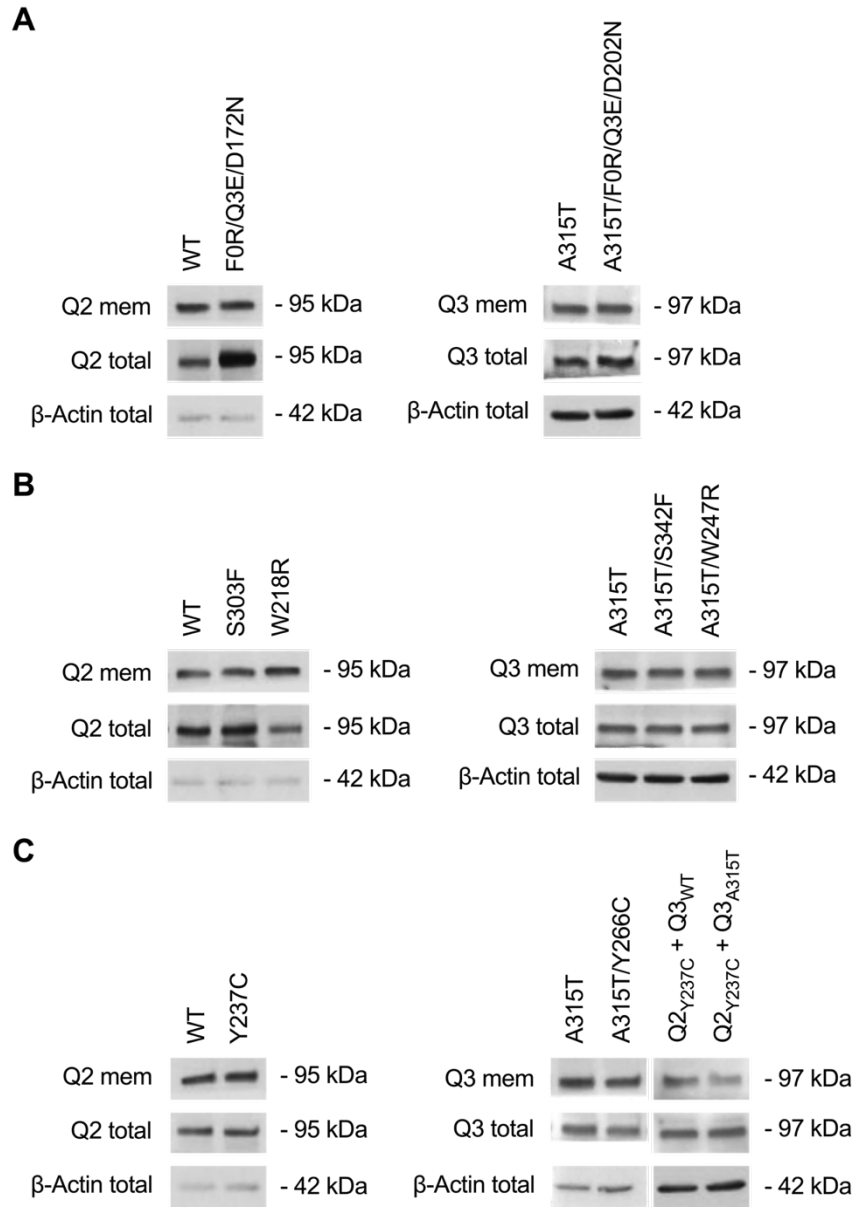 A
WT
F0R/Q3E/D172N
Q2 mem
- 95 kDa
Q2 total
- 95 kDa
β-Actin total
- 42 kDa
A315T
A315T/F0R/Q3E/D202N
Q3 mem
- 97 kDa
Q3 total
- 97 kDa
β-Actin total
- 42 kDa
B
WT
S303F
W218R
Q2 mem
- 95 kDa
Q2 total
- 95 kDa
β-Actin total
- 42 kDa
A315T
A315T/S342F
A315T/W247R
Q3 mem
- 97 kDa
Q3 total
- 97 kDa
β-Actin total
- 42 kDa
C
WT
Y237C
Q2 mem
- 95 kDa
Q2 total
- 95 kDa
β-Actin total
- 42 kDa
A315T
A315T/Y266C
Q2Y237C + Q3WT
Q2Y237C + Q3A315T
Q3 mem
- 97 kDa
Q3 total
- 97 kDa
β-Actin total
- 42 kDa